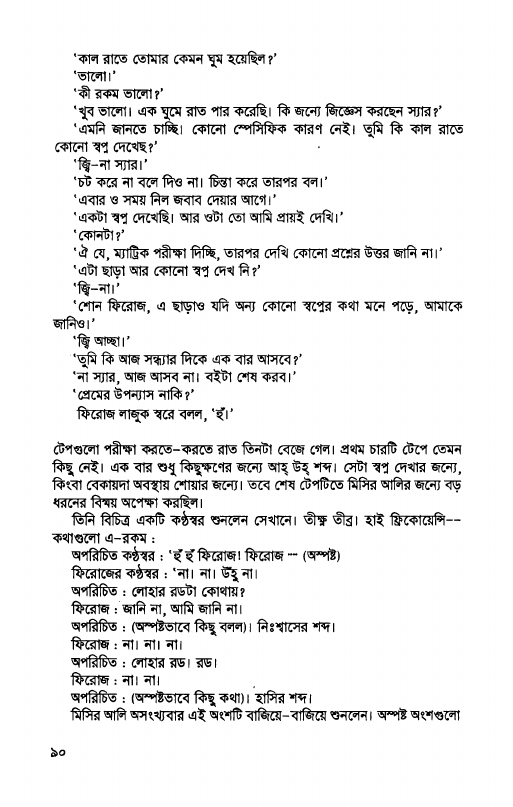 'কাল রাতে তোমার কেমন ঘুম হয়েছিল?'
'ভালো।'
'কী রকম ভালো?'
'খুব ভালো। এক ঘুমে রাত পার করেছি। কি জন্যে জিজ্ঞেস করছেন স্যার?'
'এমনি জানতে চাচ্ছি। কোনো স্পেসিফিক কারণ নেই। তুমি কি কাল রাতে
কোনো স্বপ্ন দেখেছ?'
'জ্বি–না স্যার।'
'চট করে না বলে দিও না। চিন্তা করে তারপর বল।'
'এবার ও সময় নিল জবাব দেয়ার আগে।'
'একটা স্বপ্ন দেখেছি। আর ওটা তো আমি প্রায়ই দেখি।'
'কোনটা?'
'ঐ যে, ম্যাট্রিক পরীক্ষা দিচ্ছি, তারপর দেখি কোনো প্রশ্নের উত্তর জানি না।'
'এটা ছাড়া আর কোনো স্বপ্ন দেখ নি?'
'জ্বি–না।'
'শোন ফিরোজ, এ ছাড়াও যদি অন্য কোনো স্বপ্নের কথা মনে পড়ে, আমাকে
জানিও।'
'জ্বি আচ্ছা।'
'তুমি কি আজ সন্ধ্যার দিকে এক বার আসবে?'
'না স্যার, আজ আসব না। বইটা শেষ করব।'
'প্রেমের উপন্যাস নাকি?'
ফিরোজ লাজুক স্বরে বলল, 'হুঁ।'
টেপগুলো পরীক্ষা করতে–করতে রাত তিনটা বেজে গেল। প্রথম চারটি টেপে তেমন
কিছু নেই। এক বার শুধু কিছুক্ষণের জন্যে আহ্ উহ্ শব্দ। সেটা স্বপ্ন দেখার জন্যে,
কিংবা বেকায়দা অবস্থায় শোয়ার জন্যে। তবে শেষ টেপটিতে মিসির আলির জন্যে বড়
ধরনের বিস্ময় অপেক্ষা করছিল।
তিনি বিচিত্র একটি কণ্ঠস্বর শুনলেন সেখানে। তীক্ষ্ণ তীব্র। হাই ফ্রিকোয়েন্সি––
কথাগুলো এ–রকম :
অপরিচিত কণ্ঠস্বর : 'হুঁ হুঁ ফিরোজ! ফিরোজ --- (অস্পষ্ট)
ফিরোজের কণ্ঠস্বর : 'না। না। উঁহু না।
অপরিচিত : লোহার রডটা কোথায়?
ফিরোজ : জানি না, আমি জানি না।
অপরিচিত : (অস্পষ্টভাবে কিছু বলল)। নিঃশ্বাসের শব্দ।
ফিরোজ : না। না। না।
অপরিচিত : লোহার রড। রড।
ফিরোজ : না। না।
অপরিচিত : (অস্পষ্টভাবে কিছু কথা)। হাসির শব্দ।
মিসির আলি অসংখ্যবার এই অংশটি বাজিয়ে–বাজিয়ে শুনলেন। অস্পষ্ট অংশগুলো
৯০